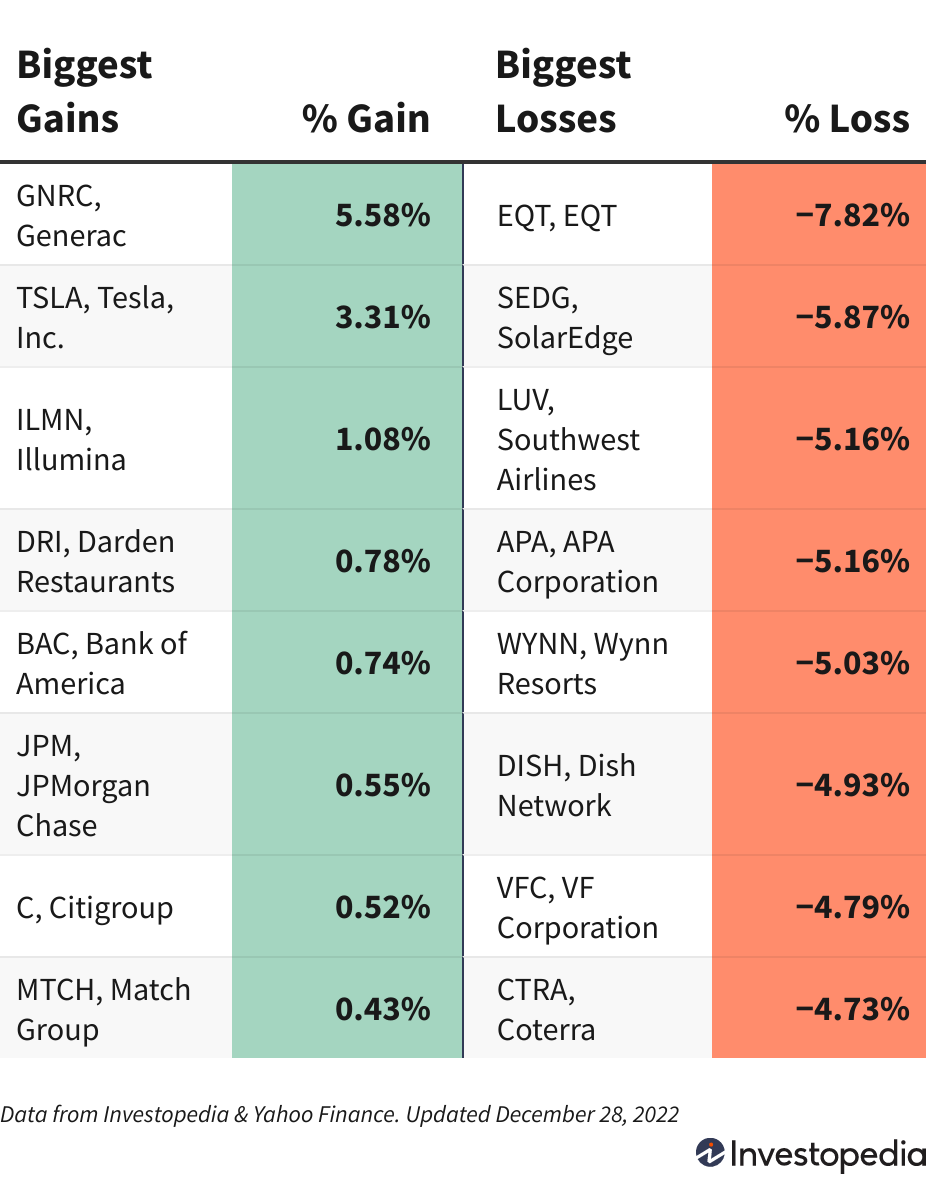 Biggest
Gains
% Gain
Biggest
Losses
% Loss
GNRC,
Generac
5.58%
EQT, EQT
−7.82%
TSLA, Tesla,
Inc.
3.31%
SEDG,
SolarEdge
−5.87%
ILMN,
Illumina
1.08%
LUV,
Southwest
Airlines
−5.16%
DRI, Darden
Restaurants
0.78%
APA, APA
Corporation
−5.16%
BAC, Bank of
America
0.74%
WYNN, Wynn
Resorts
−5.03%
JPM,
JPMorgan
Chase
0.55%
DISH, Dish
Network
−4.93%
C, Citigroup
0.52%
VFC, VF
Corporation
−4.79%
MTCH, Match
Group
0.43%
CTRA,
Coterra
−4.73%
Data from Investopedia & Yahoo Finance. Updated December 28, 2022
Investopedia